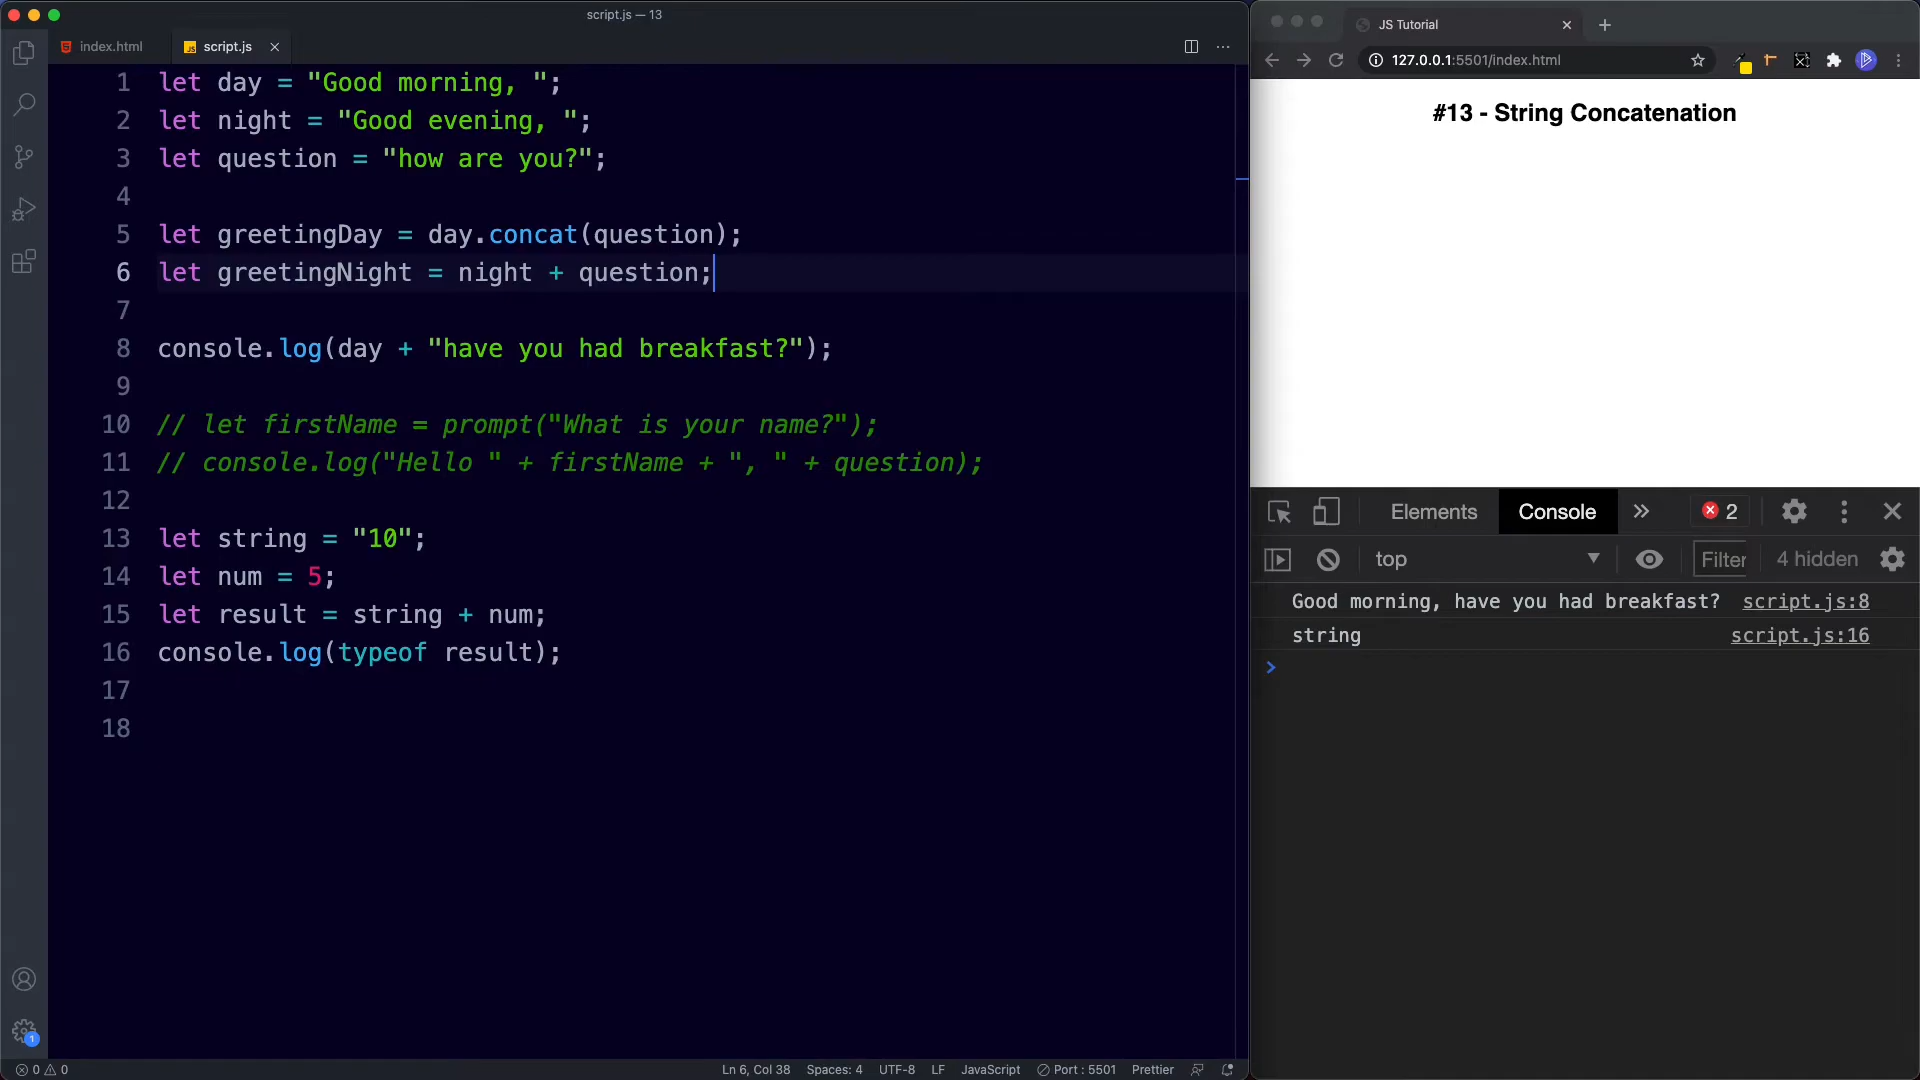 script.js — 13
index.html
script.js
1 let day = "Good morning, ";
2 let night = "Good evening, ";
3 let question = "how are you?";
4
5 let greetingDay = day.concat(question);
6 let greetingNight = night + question;
7
8 console.log(day + "have you had breakfast?");
9
10 // let firstName = prompt("What is your name?");
11 // console.log("Hello " + firstName + ", " + question);
12
13 let string = "10";
14 let num = 5;
15 let result = string + num;
16 console.log(typeof result);
17
18
1
0 0
Ln 6, Col 38 Spaces: 4 UTF-8 LF JavaScript Port : 5501 Prettier
JS Tutorial
127.0.0.1:5501/index.html
#13 - String Concatenation
Elements Console 2
top Filter 4 hidden
Good morning, have you had breakfast? script.js:8
string script.js:16